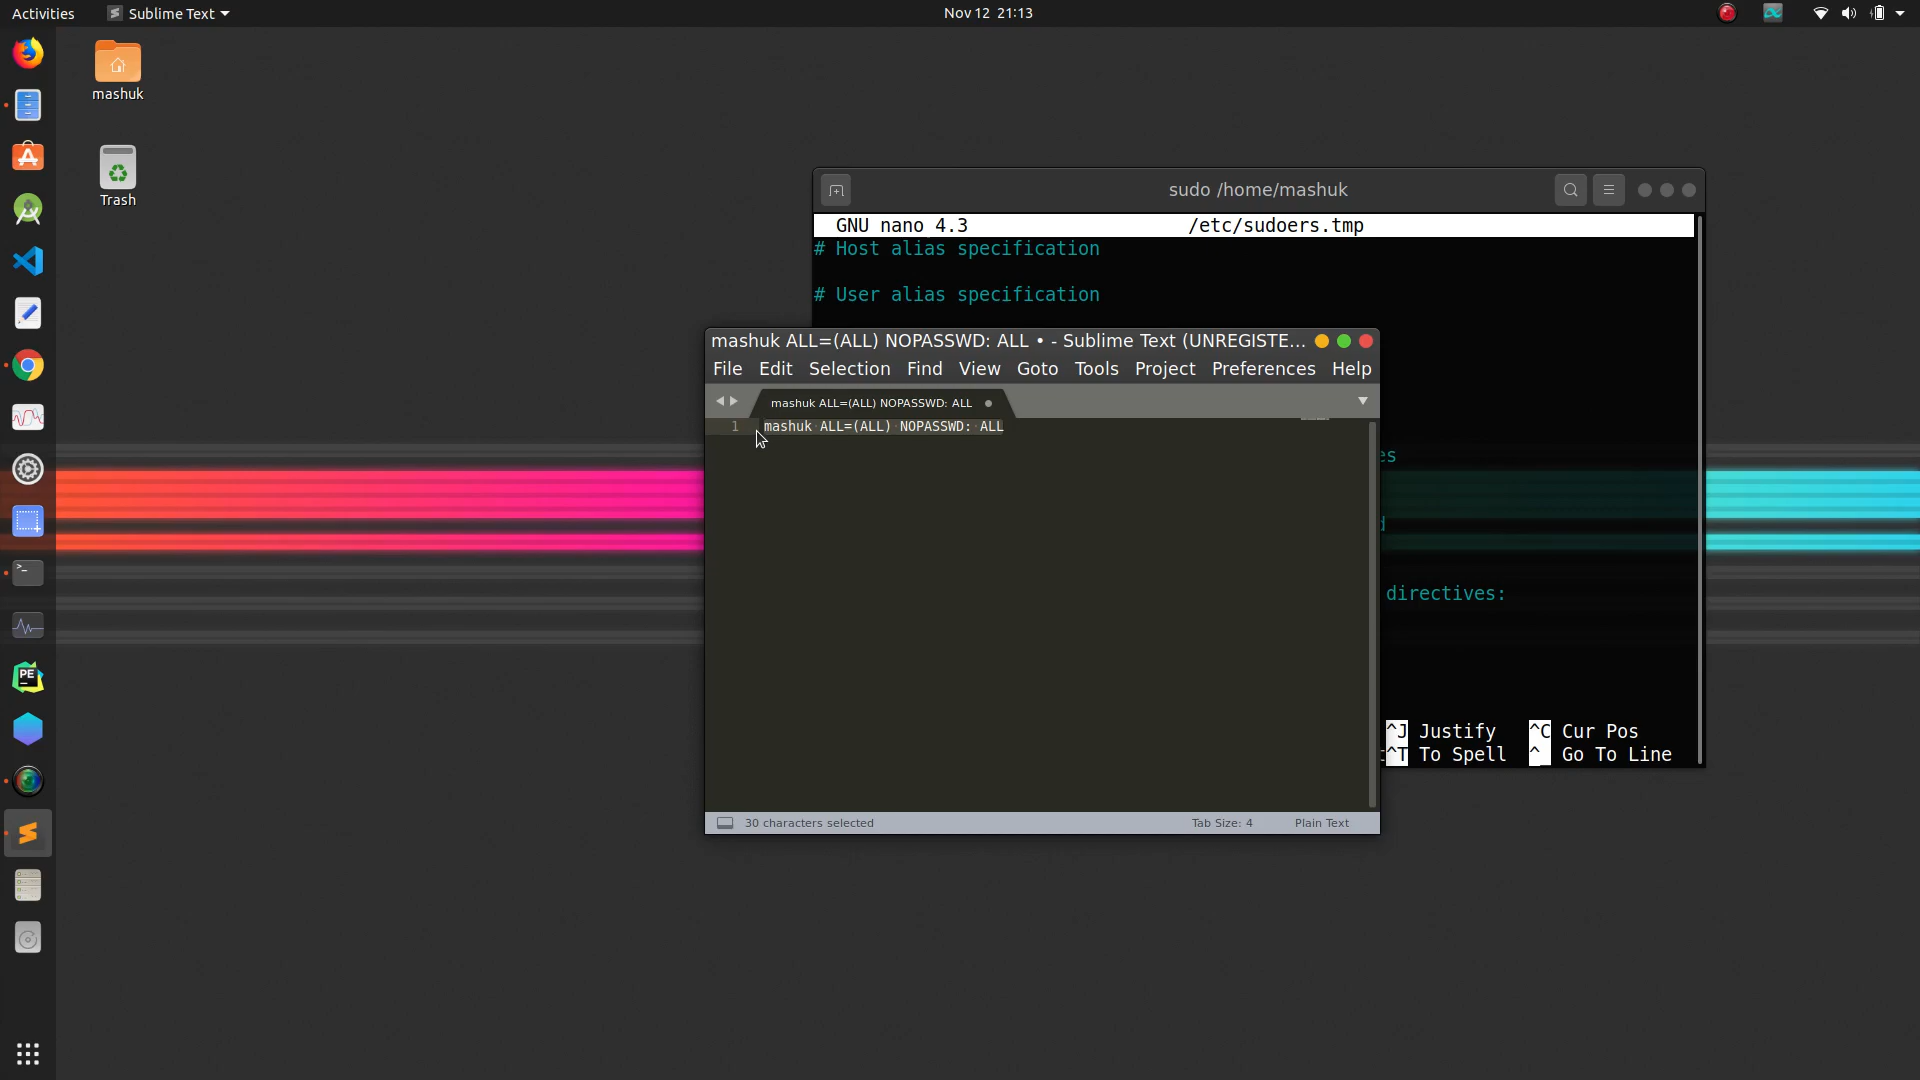 Activities
Sublime Text
Nov 12 21:13
mashuk
Trash
sudo /home/mashuk
GNU nano 4.3
/etc/sudoers.tmp
# Host alias specification
# User alias specification
mashuk ALL=(ALL) NOPASSWD: ALL • - Sublime Text (UNREGISTE...
File Edit Selection Find View Goto Tools Project Preferences Help
mashuk ALL=(ALL) NOPASSWD: ALL
1 mashuk ALL=(ALL) NOPASSWD: ALL
es
directives:
^J Justify ^C Cur Pos
^T To Spell ^_ Go To Line
30 characters selected
Tab Size: 4
Plain Text
PE